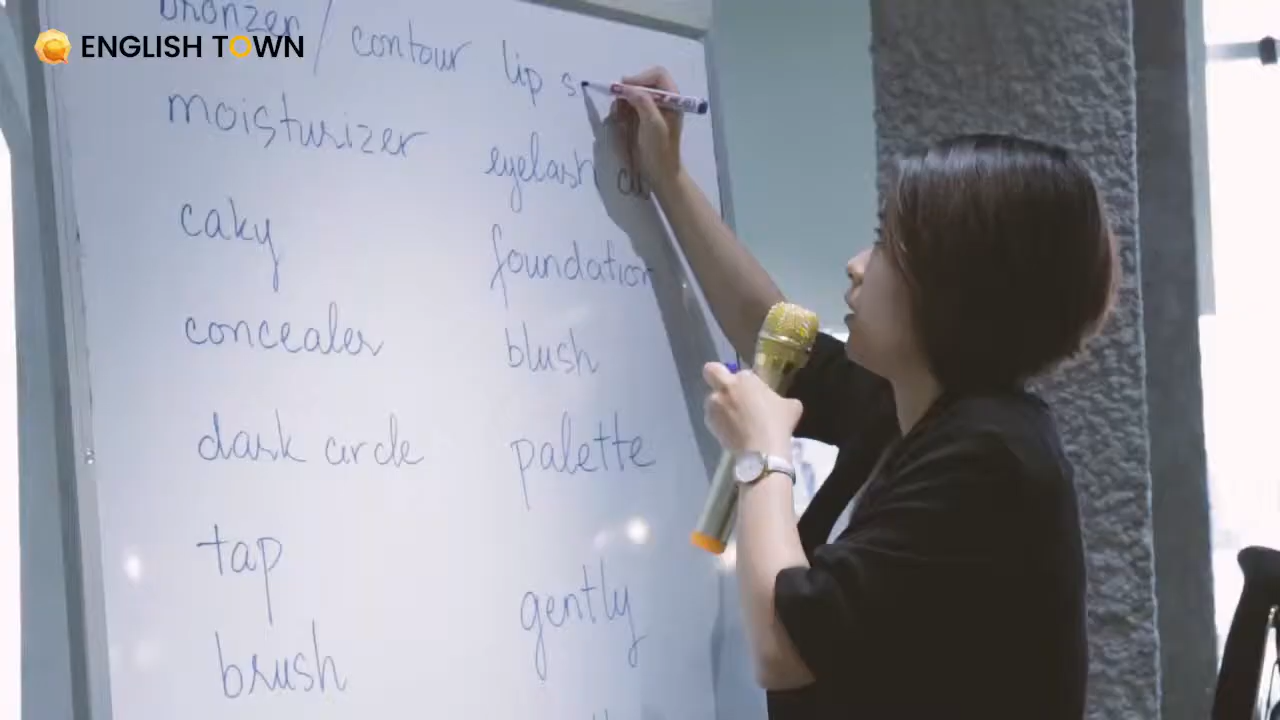 ENGLISH TOWN
bronzer / contour
moisturizer
caky
concealer
dark circle
tap
brush
lip s
eyelash
foundation
blush
palette
gently